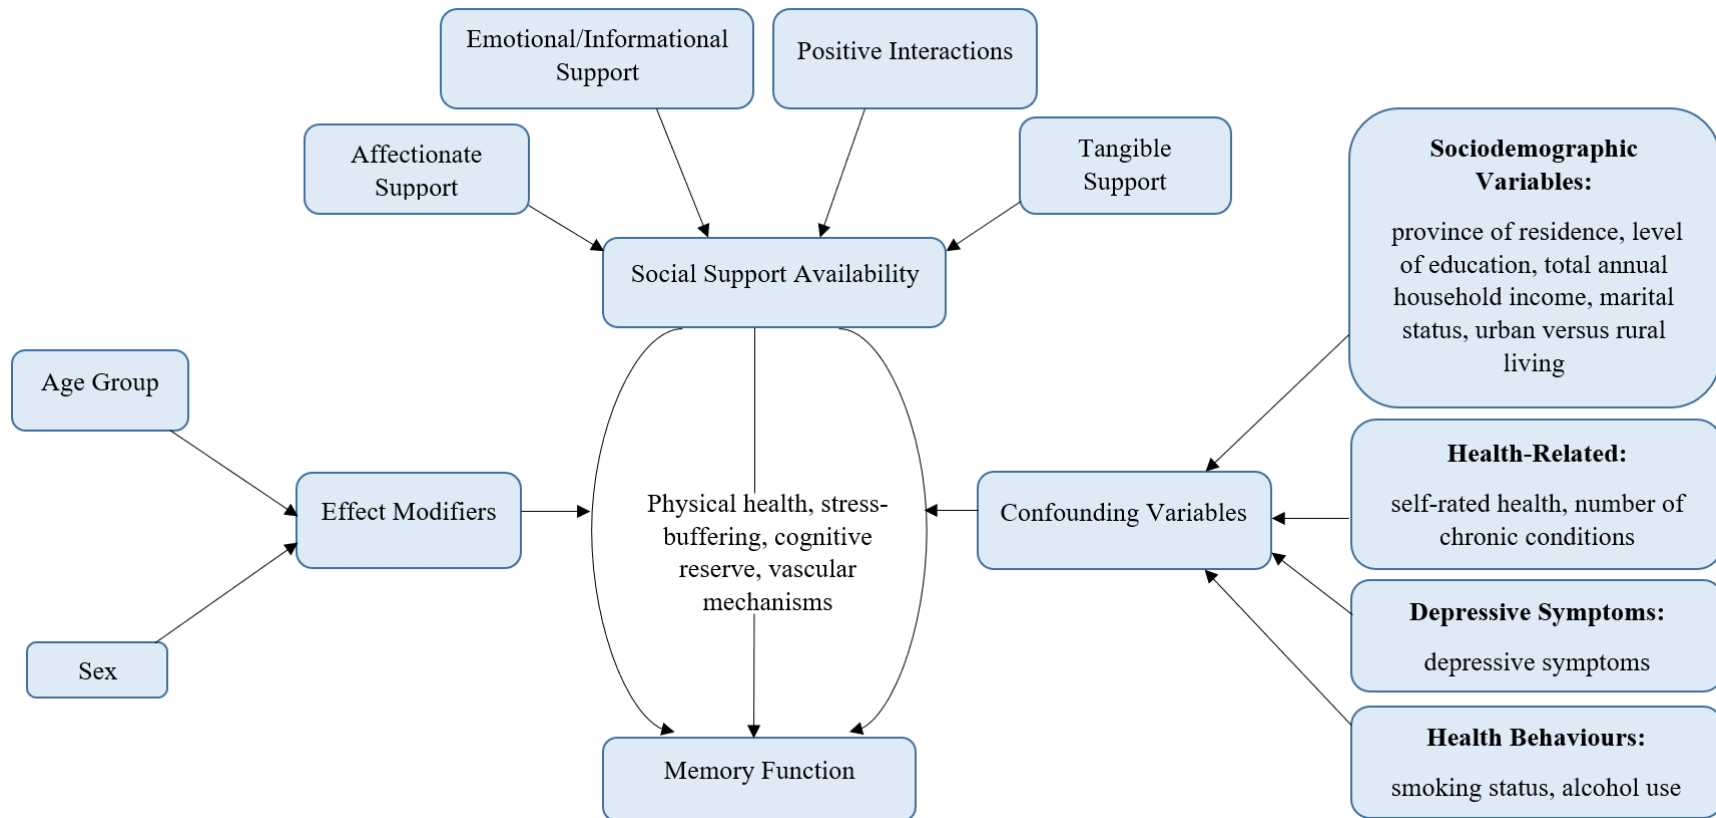 Emotional/Informational
Support
Positive Interactions
Affectionate
Support
Tangible
Support
Social Support Availability
Age Group
Sex
Effect Modifiers
Physical health, stress-
buffering, cognitive
reserve, vascular
mechanisms
Memory Function
Confounding Variables
Sociodemographic
Variables:
province of residence, level
of education, total annual
household income, marital
status, urban versus rural
living
Health-Related:
self-rated health, number of
chronic conditions
Depressive Symptoms:
depressive symptoms
Health Behaviours:
smoking status, alcohol use